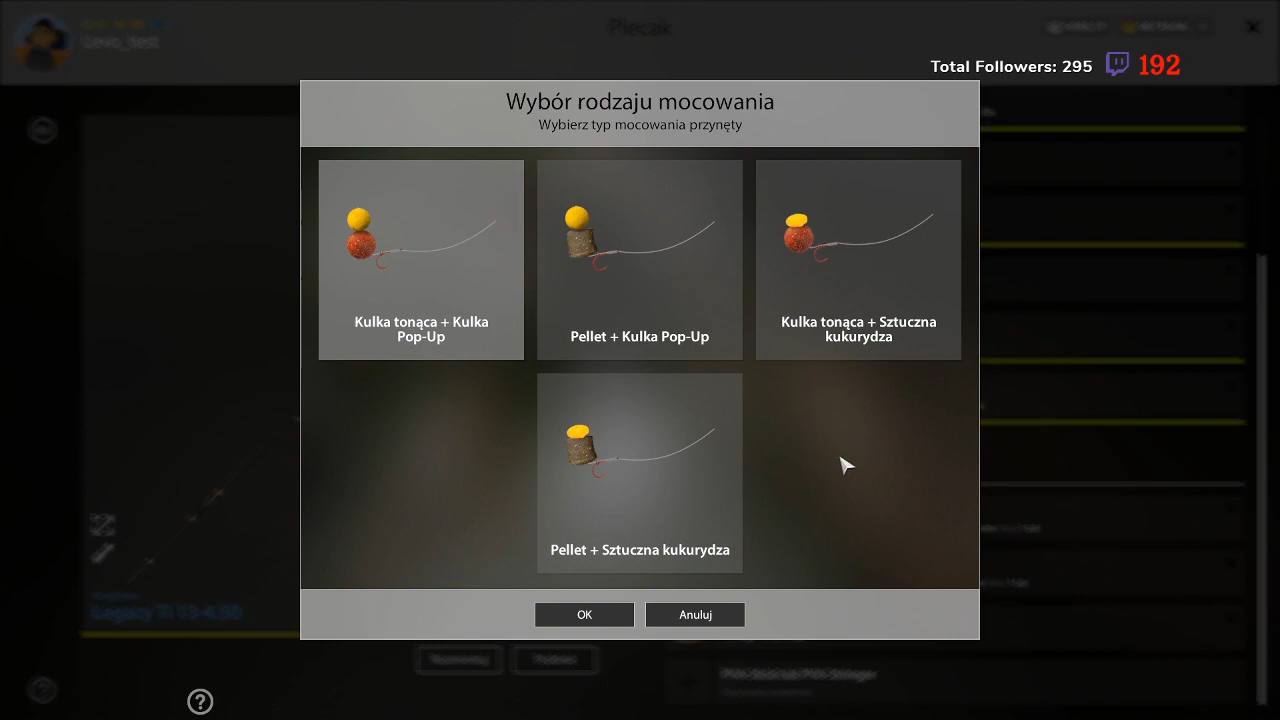 Plecak
Total Followers: 295 192
Wybór rodzaju mocowania
Wybierz typ mocowania przynęty
Kulka tonąca + Kulka
Pop-Up
Pellet + Kulka Pop-Up
Kulka tonąca + Sztuczna
kukurydza
Pellet + Sztuczna kukurydza
OK
Anuluj
?